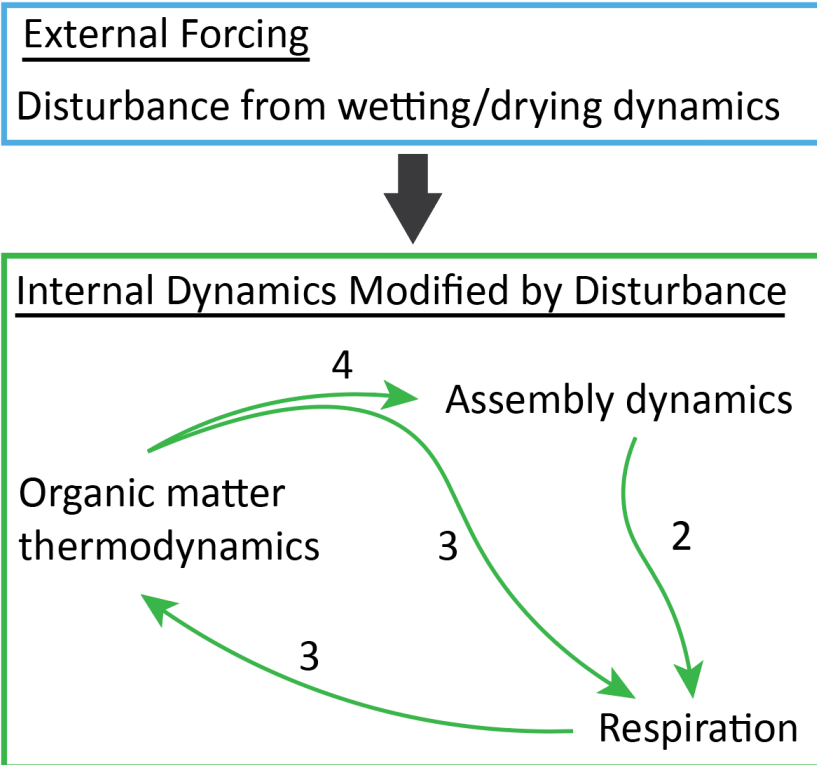 External Forcing
Disturbance from wetting/drying dynamics
Internal Dynamics Modified by Disturbance
4
Assembly dynamics
Organic matter
thermodynamics
3
2
3
Respiration